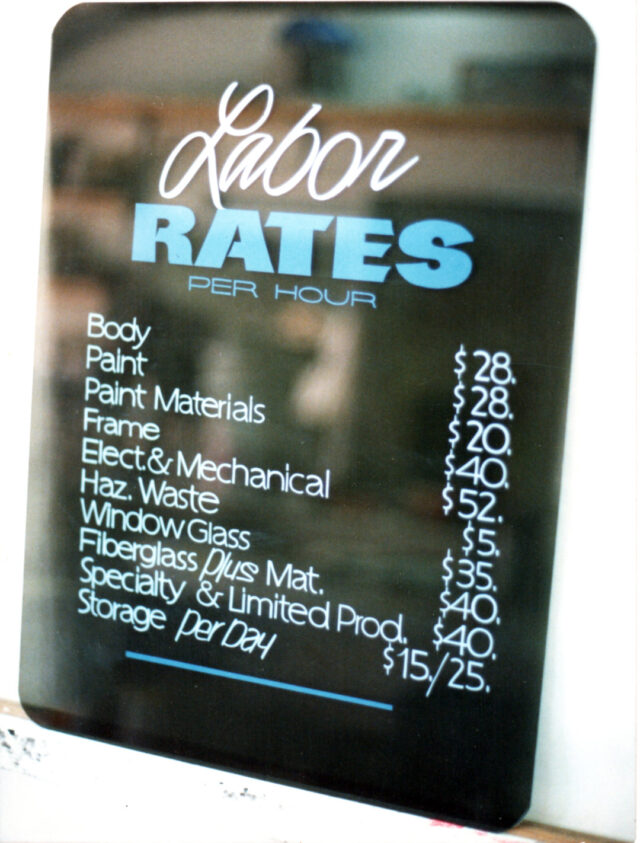 Labor
RATES
PER HOUR
Body $28.
Paint $28.
Paint Materials $20.
Frame $40.
Elect. & Mechanical $52.
Haz. Waste $5.
Window Glass $35.
Fiberglass plus Mat. $40.
Specialty & Limited Prod. $40.
Storage per Day $15./25.